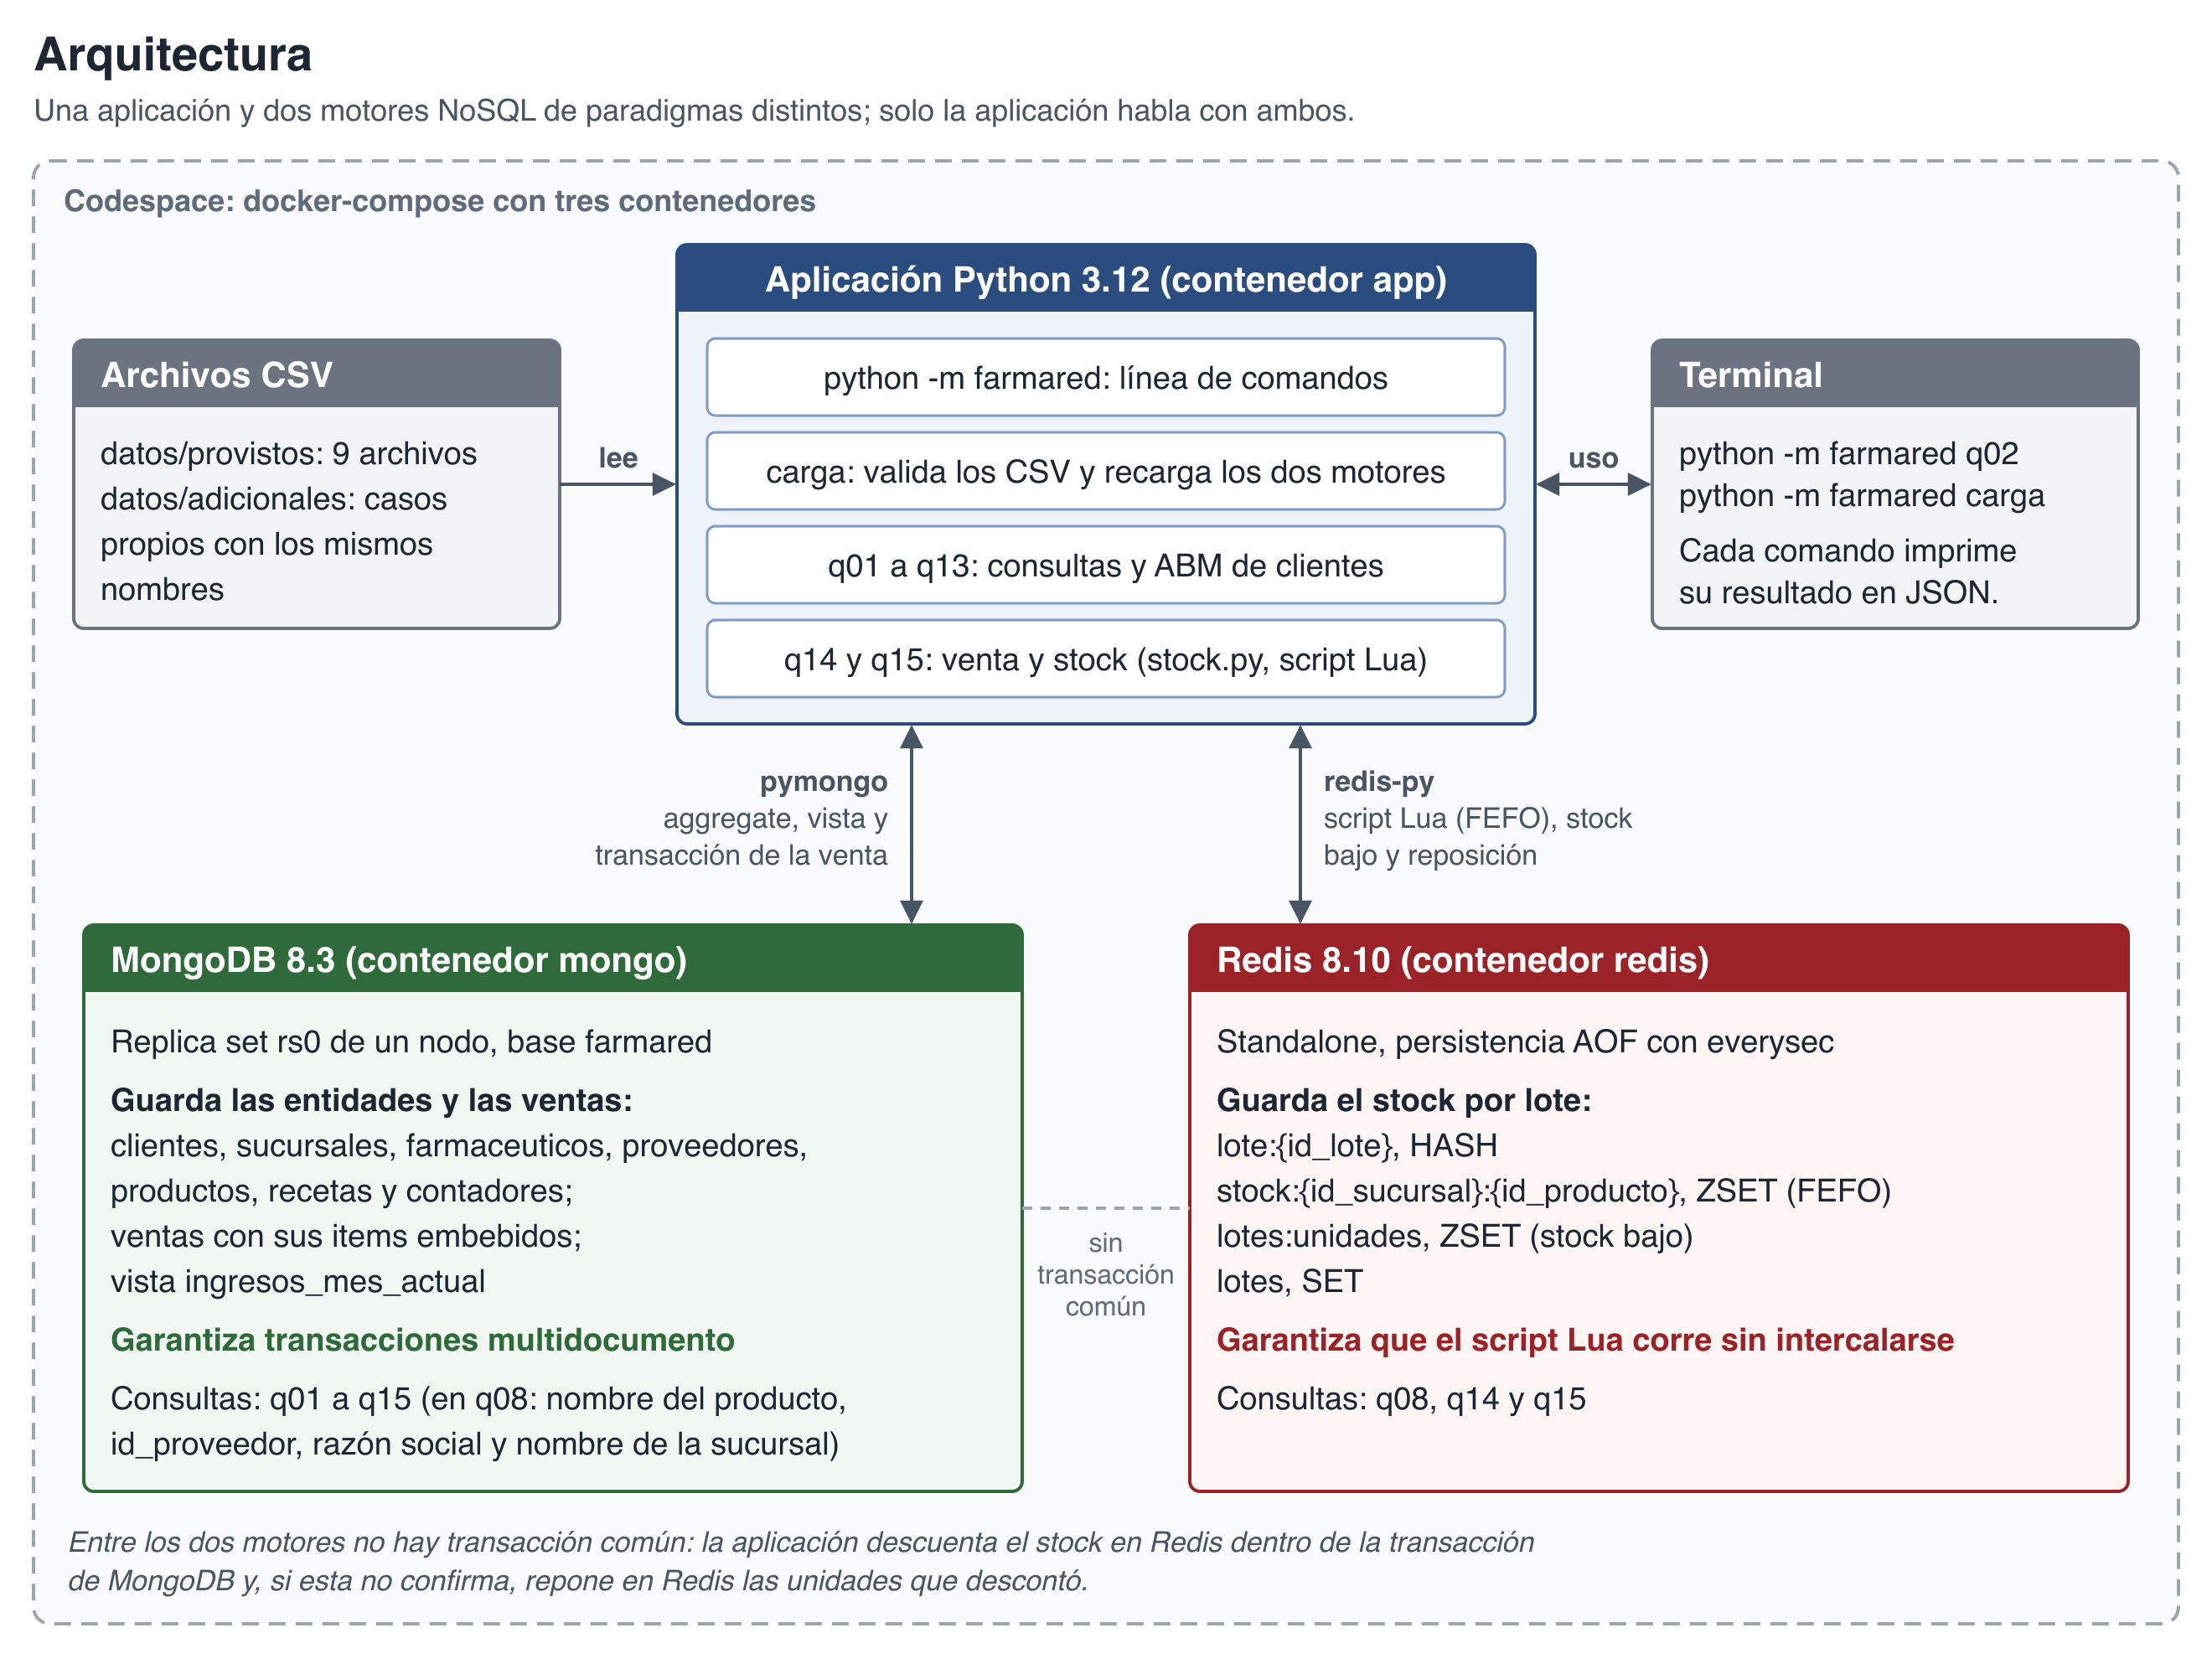 Arquitectura
Una aplicación y dos motores NoSQL de paradigmas distintos; solo la aplicación habla con ambos.
Codespace: docker-compose con tres contenedores
Archivos CSV
datos/provistos: 9 archivos
datos/adicionales: casos
propios con los mismos
nombres
lee
Aplicación Python 3.12 (contenedor app)
python -m farmared: línea de comandos
carga: valida los CSV y recarga los dos motores
q01 a q13: consultas y ABM de clientes
q14 y q15: venta y stock (stock.py, script Lua)
uso
Terminal
python -m farmared q02
python -m farmared carga
Cada comando imprime
su resultado en JSON.
pymongo
aggregate, vista y
transacción de la venta
redis-py
script Lua (FEFO), stock
bajo y reposición
MongoDB 8.3 (contenedor mongo)
Replica set rs0 de un nodo, base farmared
Guarda las entidades y las ventas:
clientes, sucursales, farmaceuticos, proveedores,
productos, recetas y contadores;
ventas con sus items embebidos;
vista ingresos_mes_actual
Garantiza transacciones multidocumento
Consultas: q01 a q15 (en q08: nombre del producto,
id_proveedor, razón social y nombre de la sucursal)
sin
transacción
común
Redis 8.10 (contenedor redis)
Standalone, persistencia AOF con everysec
Guarda el stock por lote:
lote:{id_lote}, HASH
stock:{id_sucursal}:{id_producto}, ZSET (FEFO)
lotes:unidades, ZSET (stock bajo)
lotes, SET
Garantiza que el script Lua corre sin intercalarse
Consultas: q08, q14 y q15
Entre los dos motores no hay transacción común: la aplicación descuenta el stock en Redis dentro de la transacción
de MongoDB y, si esta no confirma, repone en Redis las unidades que descontó.